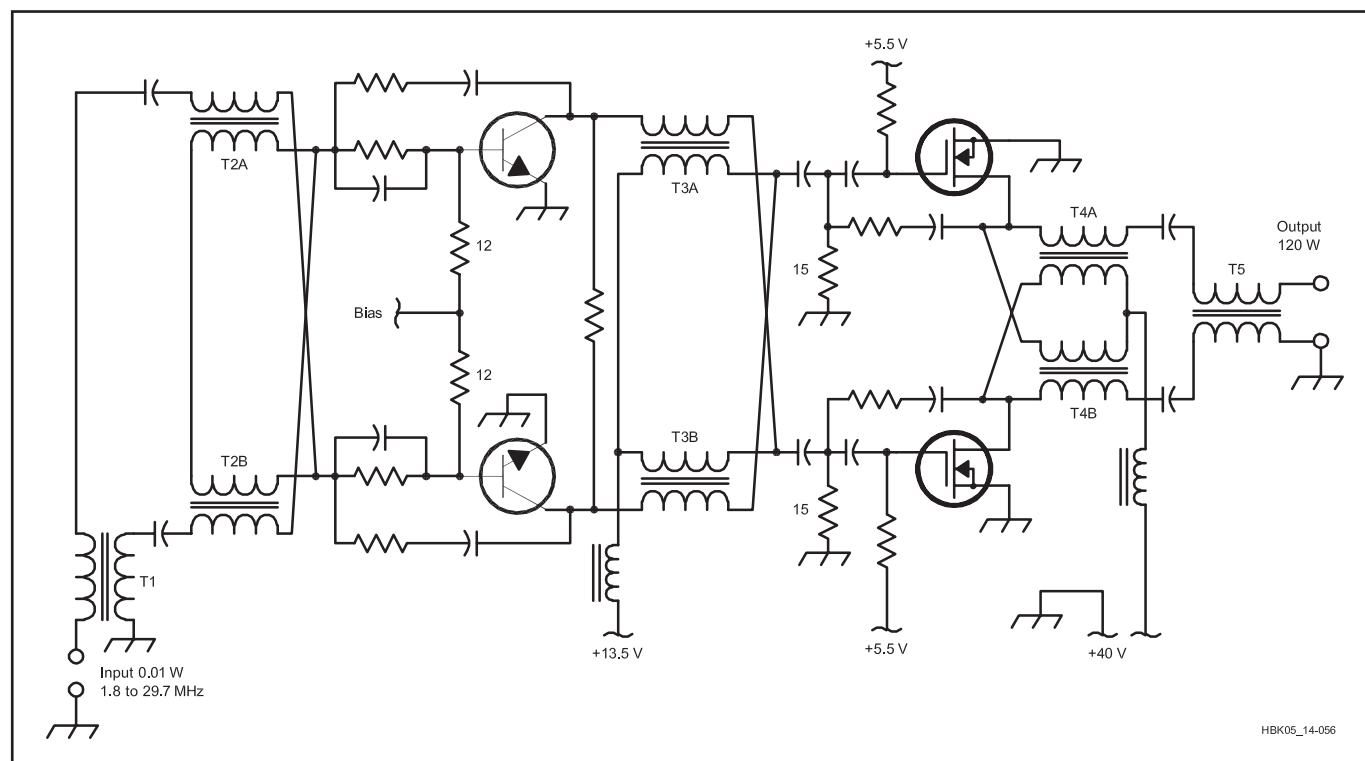 +5.5 V
T2A
T3A
T4A
Output
120 W
T5
12
15
Bias
12
T4B
T3B
T2B
15
T1
+13.5 V
+5.5 V
+40 V
Input 0.01 W
1.8 to 29.7 MHz
HBK05_14-056